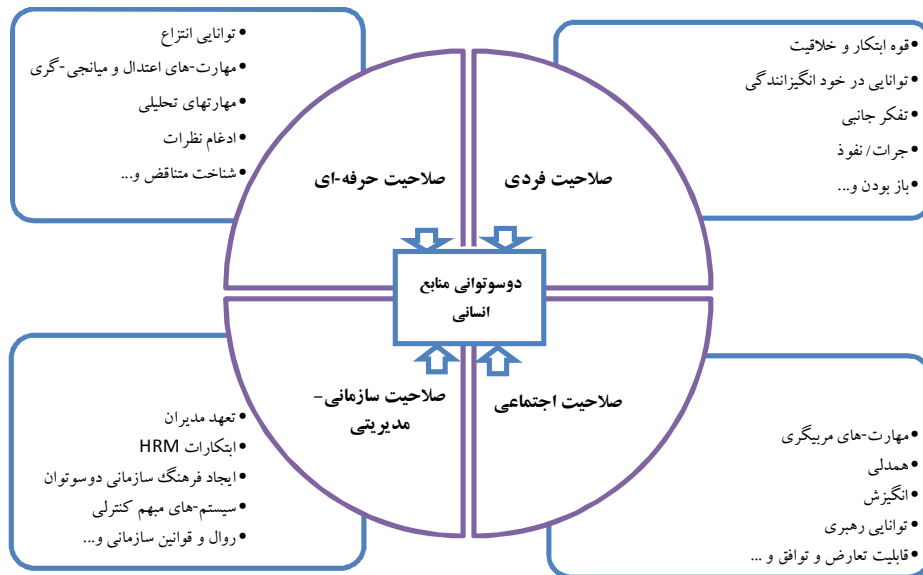 • قوه ابتکار و خلاقیت
• توانایی در خود انگیزانندگی
• تفکر جانبی
• جرات/ نفوذ
• باز بودن و...
• توانایی انتزاع
• مهارت-های اعتدال و میانجی-گری
• مهارتهای تحلیلی
• ادغام نظرات
• شناخت متناقض و...
صلاحیت فردی
صلاحیت حرفه-ای
دوسوتوانی منابع
انسانی
صلاحیت اجتماعی
صلاحیت سازمانی-
مدیریتی
• مهارت-های مربیگری
• همدلی
• انگیزش
• توانایی رهبری
• قابلیت تعارض و توافق و ...
• تعهد مدیران
• ابتکارات HRM
• ایجاد فرهنگ سازمانی دوسوتوان
• سیستم-های مبهم کنترلی
• روال و قوانین سازمانی و...